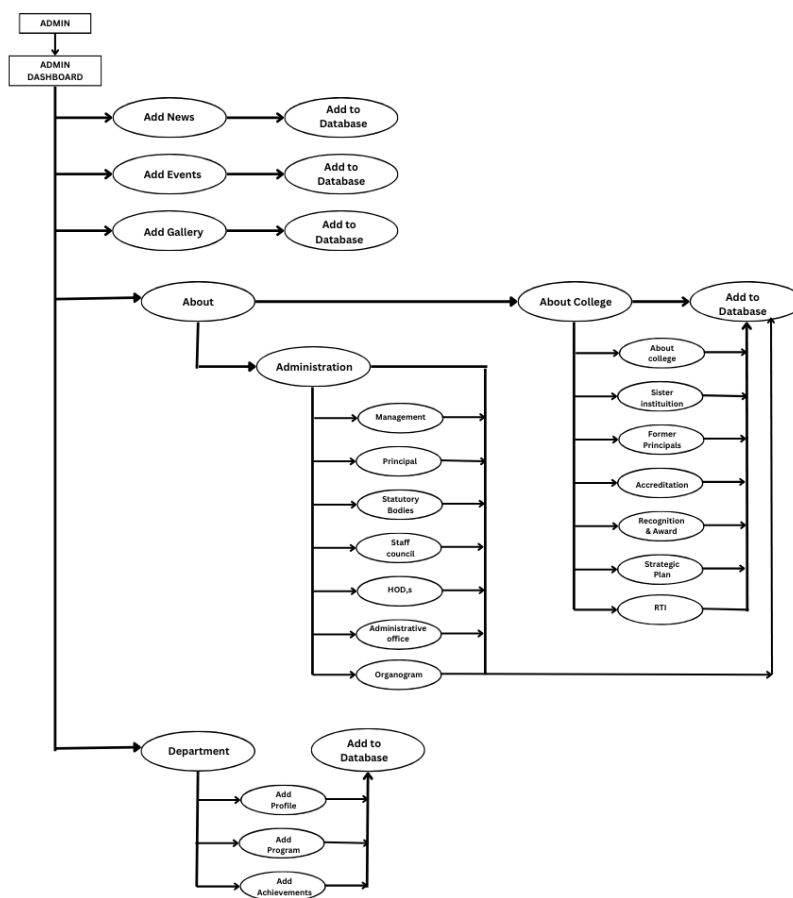 ADMIN
ADMIN
DASHBOARD
Add News
Add to
Database
Add Events
Add to
Database
Add Gallery
Add to
Database
About
About College
Add to
Database
Administration
Management
Principal
Statutory
Bodies
Staff
council
HOD,s
Administrative
office
Organogram
About
college
Sister
instituition
Former
Principals
Accreditation
Recognition
& Award
Strategic
Plan
RTI
Department
Add to
Database
Add
Profile
Add
Program
Add
Achievements